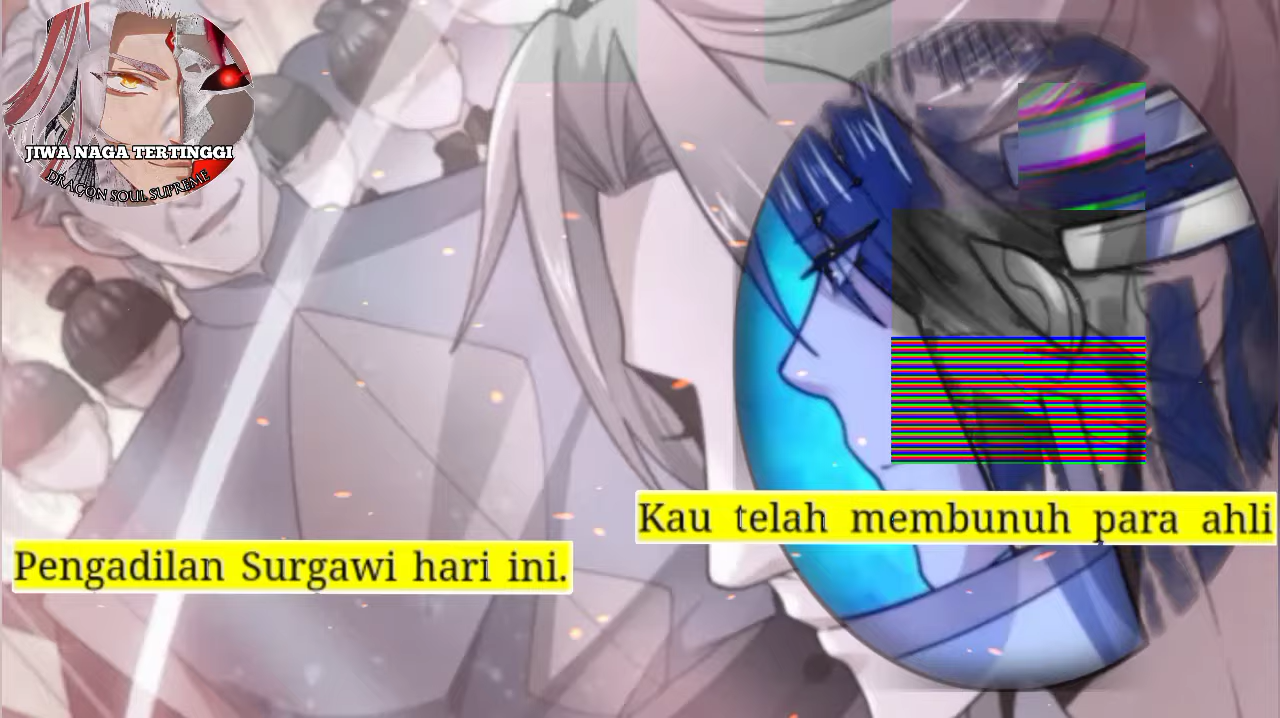 JIWA NAGA TERTINGGI
DRAGON SOUL SUPREME
Kau telah membunuh para ahli
Pengadilan Surgawi hari ini.